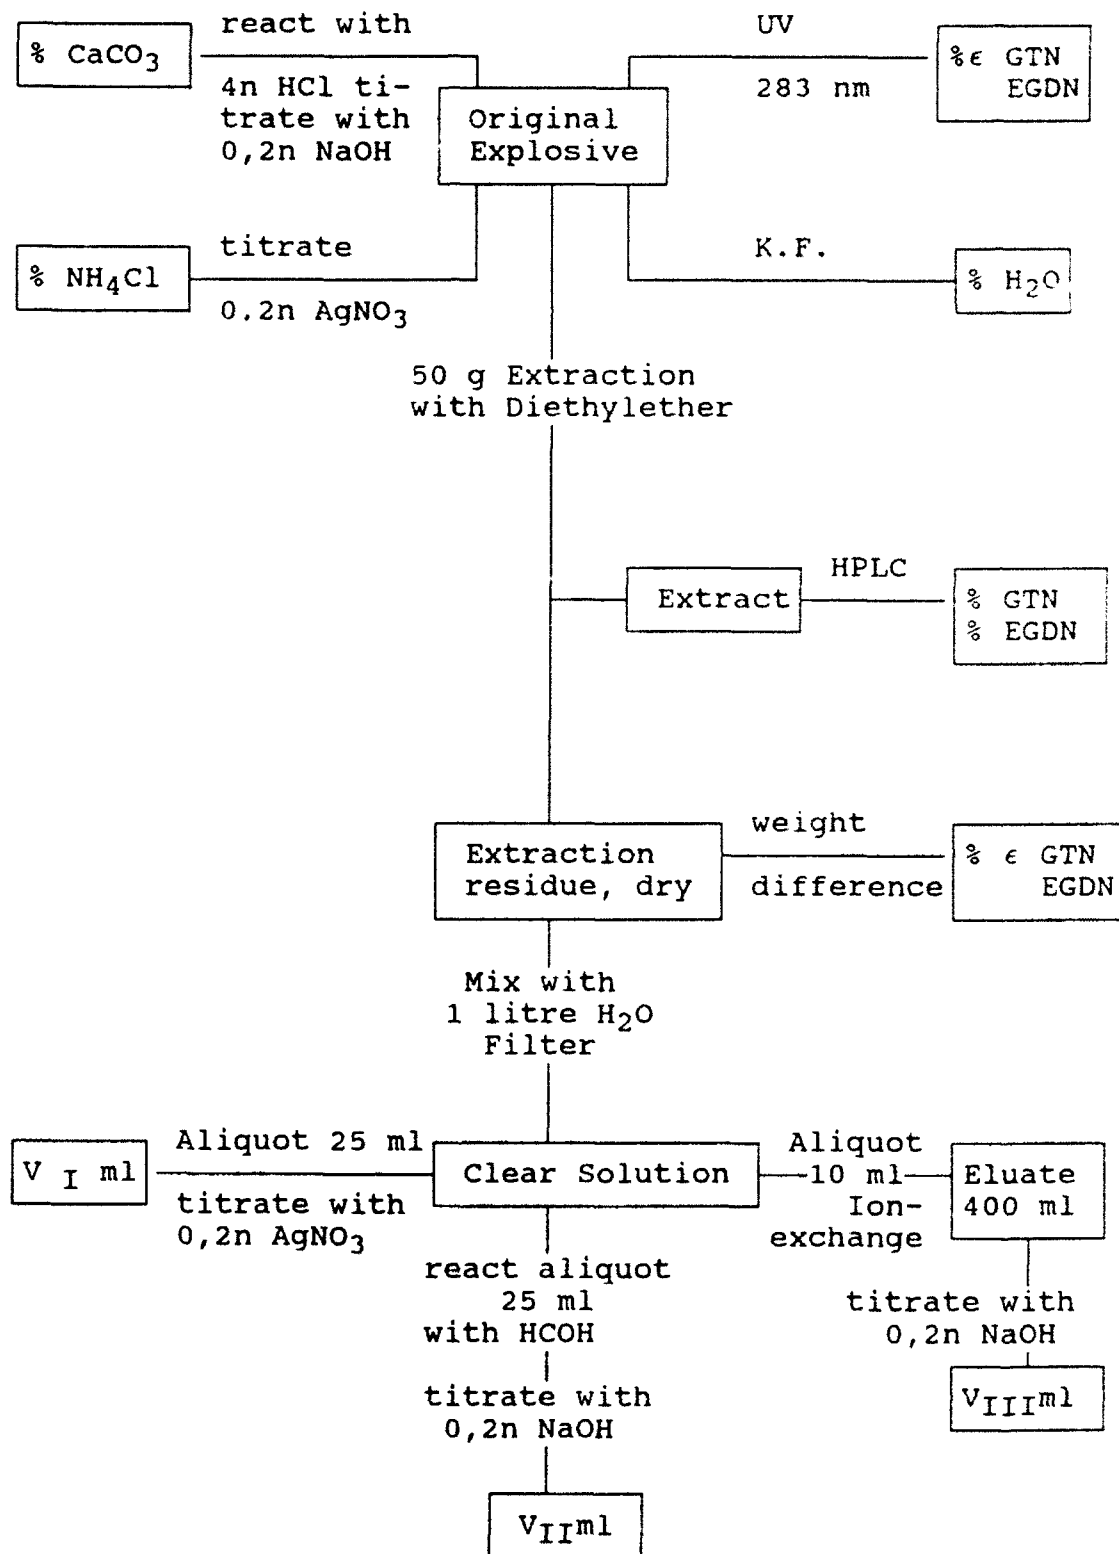 react with
% CaCO3
4n HCl ti-
trate with
0,2n NaOH
UV
283 nm
%ϵ GTN
EGDN
Original
Explosive
titrate
% NH4Cl
0.2n AgNO3
K.F.
% H2O
50 g Extraction
with Diethylether
Extract
HPLC
% GTN
% EGDN
Extraction
residue, dry
weight
difference
% ϵ GTN
EGDN
Mix with
1 litre H2O
Filter
Aliquot 25 ml
V I ml
titrate with
0,2n AgNO3
Clear Solution
Aliquot
10 ml
Ion-
exchange
Eluate
400 ml
react aliquot
25 ml
with HCOH
titrate with
0,2n NaOH
VIIml
titrate with
0,2n NaOH
VIIIml